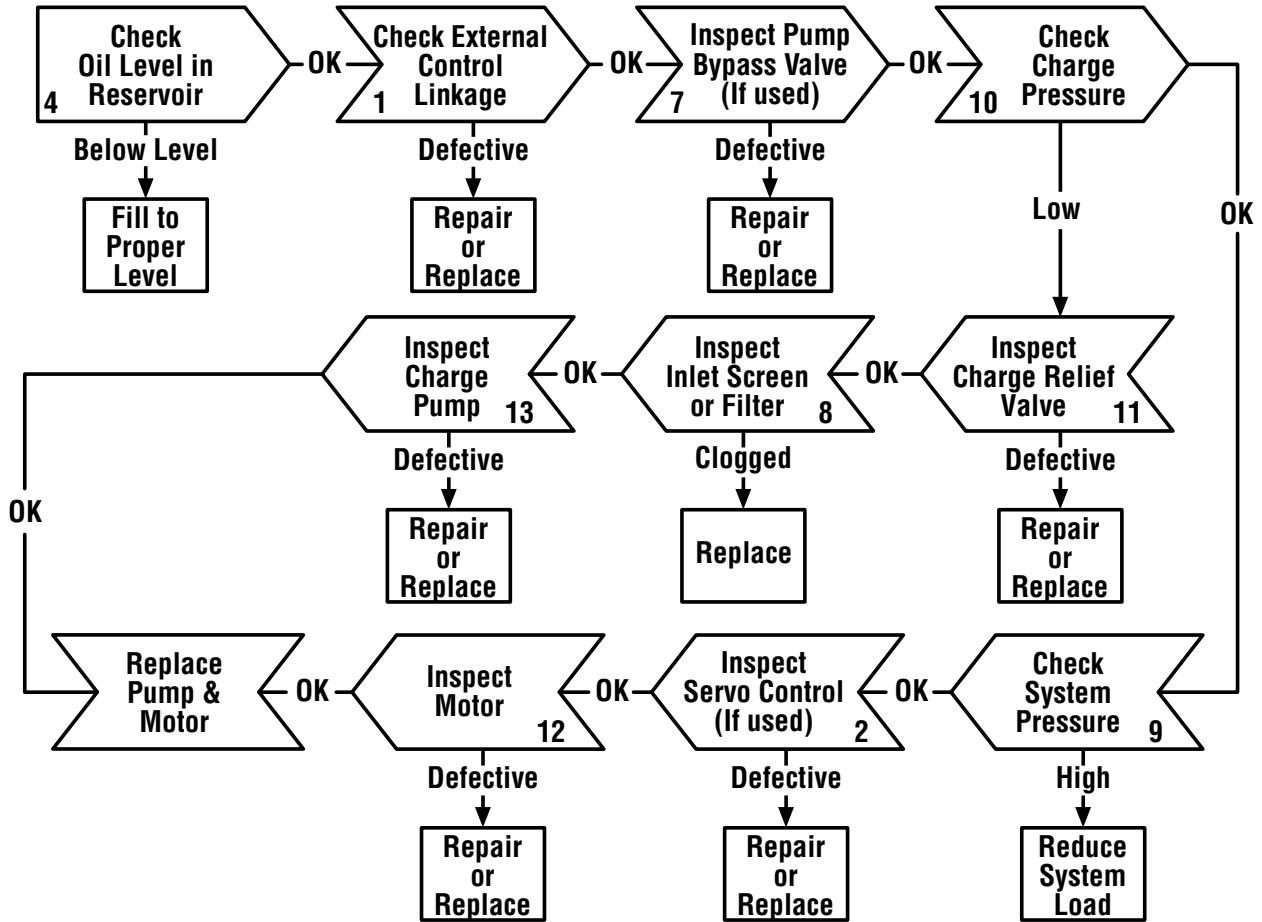 Check
Oil Level in
Reservoir
4
OK
Check External
Control
Linkage
1
OK
Inspect Pump
Bypass Valve
(If used)
7
OK
Check
Charge
Pressure
10
Below Level
Defective
Defective
Low
OK
Fill to
Proper
Level
Repair
or
Replace
Repair
or
Replace
Inspect
Charge
Pump
13
OK
Inspect
Inlet Screen
or Filter
8
OK
Inspect
Charge Relief
Valve
11
OK
Defective
Clogged
Defective
Repair
or
Replace
Replace
Repair
or
Replace
Replace
Pump &
Motor
OK
Inspect
Motor
12
OK
Inspect
Servo Control
(If used)
2
OK
Check
System
Pressure
9
Defective
Defective
High
Repair
or
Replace
Repair
or
Replace
Reduce
System
Load